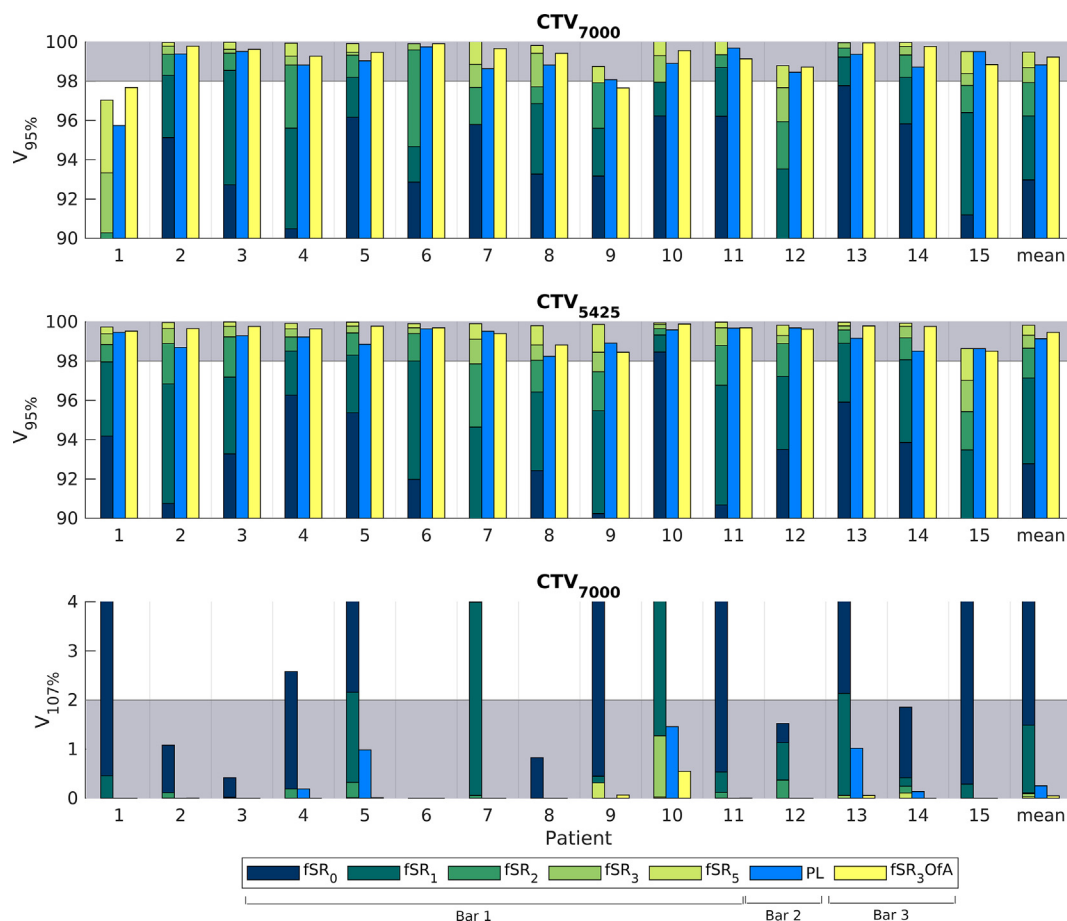 CTV7000
V95%
100
98
96
94
92
90
1 2 3 4 5 6 7 8 9 10 11 12 13 14 15 mean
CTV5425
V95%
100
98
96
94
92
90
1 2 3 4 5 6 7 8 9 10 11 12 13 14 15 mean
CTV7000
V107%
4
3
2
1
0
1 2 3 4 5 6 7 8 9 10 11 12 13 14 15 mean
Patient
fSR0 fSR1 fSR2 fSR3 fSR5 PL fSR3OfA
Bar 1 Bar 2 Bar 3